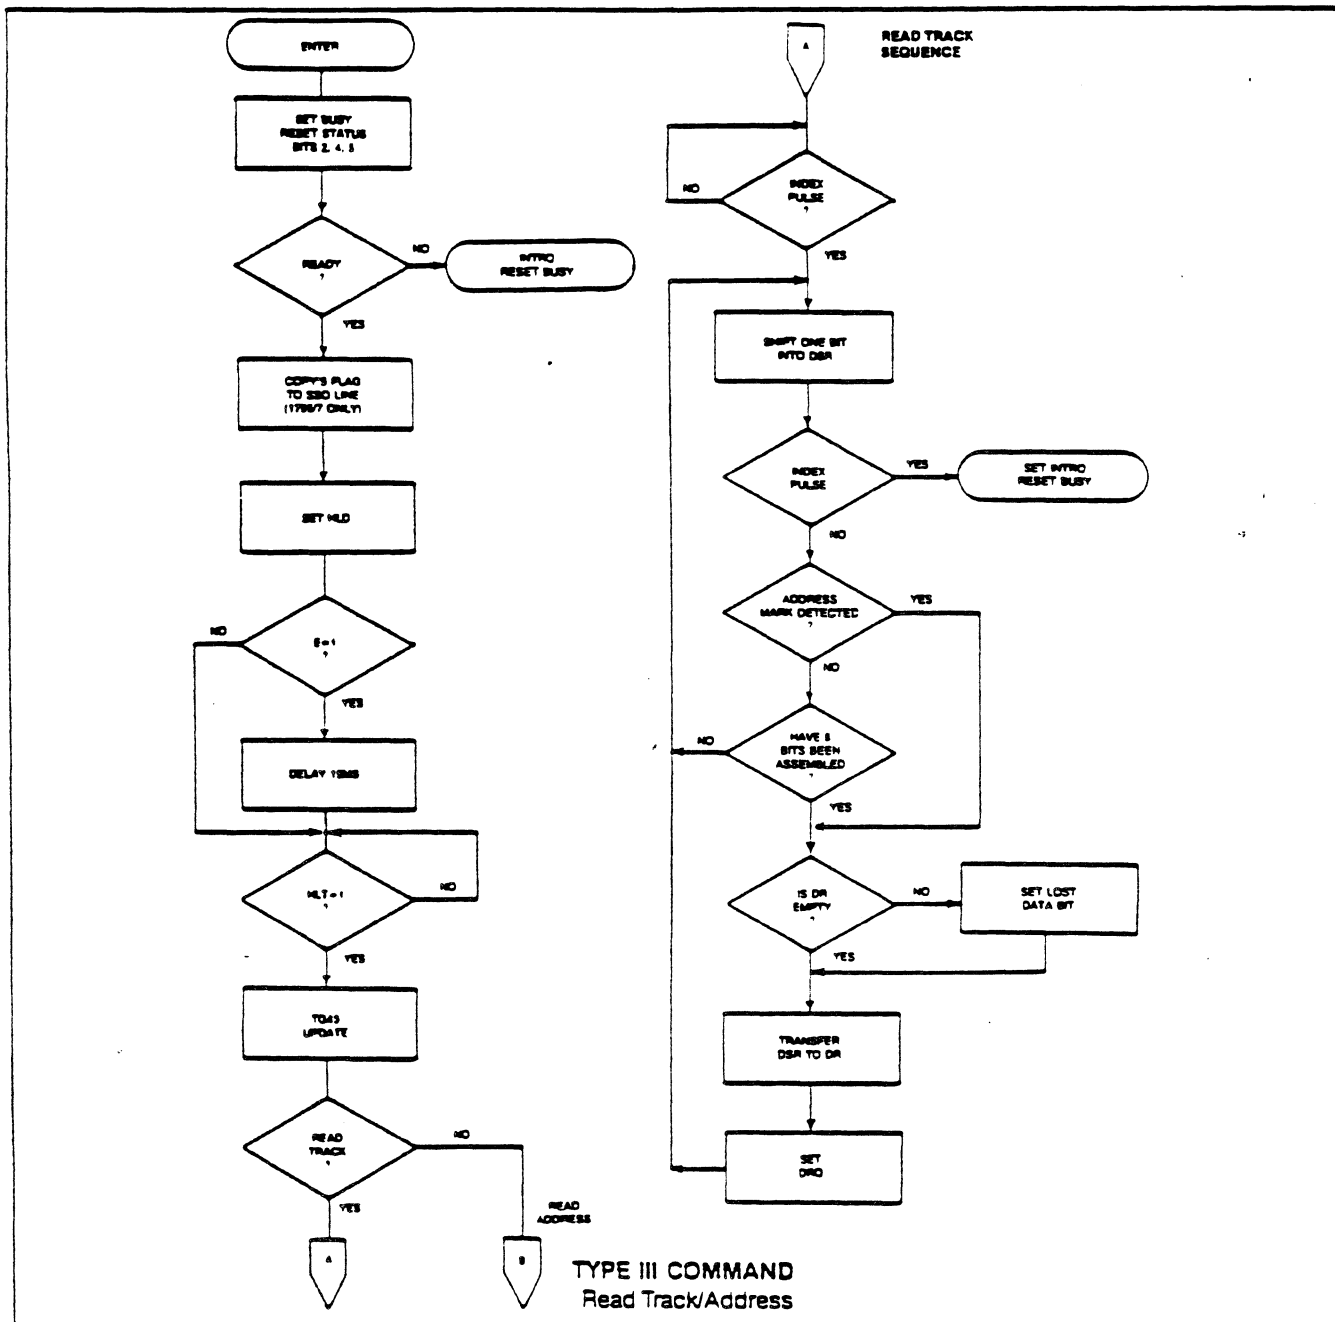 ENTER
SET BUSY
RESET STATUS
BITS 2, 4, 5
READY
?
NO
INTRQ
RESET BUSY
YES
COPY'S FLAG
TO SSO LINE
(1795/7 ONLY)
SET HLD
E=1
?
NO
YES
DELAY 15MS
HLT=1
?
NO
YES
TG43
UPDATE
READ
TRACK
?
NO
YES
A
READ
ADDRESS
B
A
READ TRACK
SEQUENCE
INDEX
PULSE
?
NO
YES
SHIFT ONE BIT
INTO DSR
INDEX
PULSE
YES
SET INTRQ
RESET BUSY
NO
ADDRESS
MARK DETECTED
?
YES
NO
HAVE 8
BITS BEEN
ASSEMBLED
?
NO
YES
IS DR
EMPTY
?
NO
SET LOST
DATA BIT
YES
TRANSFER
DSR TO DR
SET
DRQ
TYPE III COMMAND
Read Track/Address